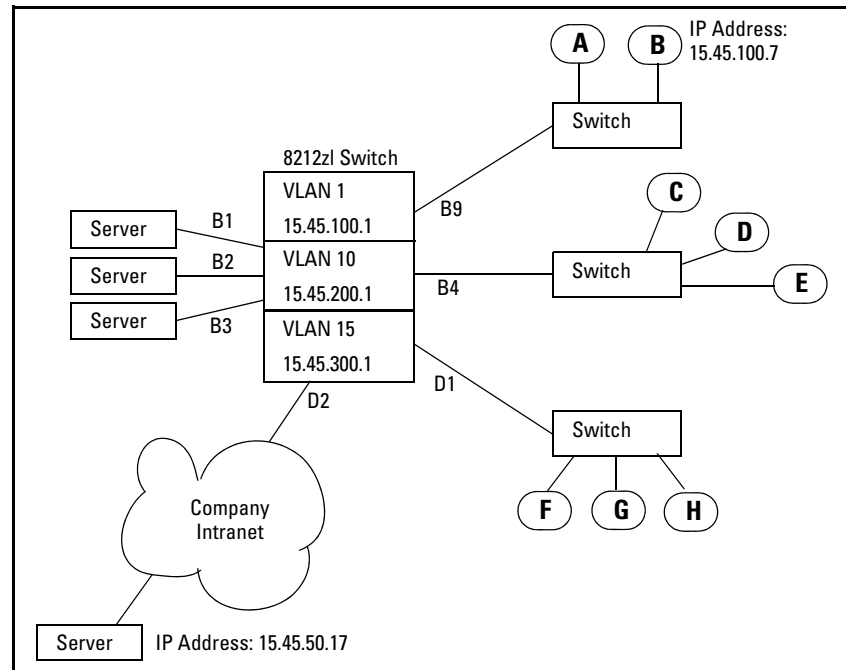 A
B
IP Address:
15.45.100.7
Switch
8212zl Switch
VLAN 1
15.45.100.1
B9
C
Server
B1
D
Server
B2
VLAN 10
15.45.200.1
B4
Switch
E
Server
B3
VLAN 15
15.45.300.1
D1
D2
Switch
Company
Intranet
F
G
H
Server
IP Address: 15.45.50.17